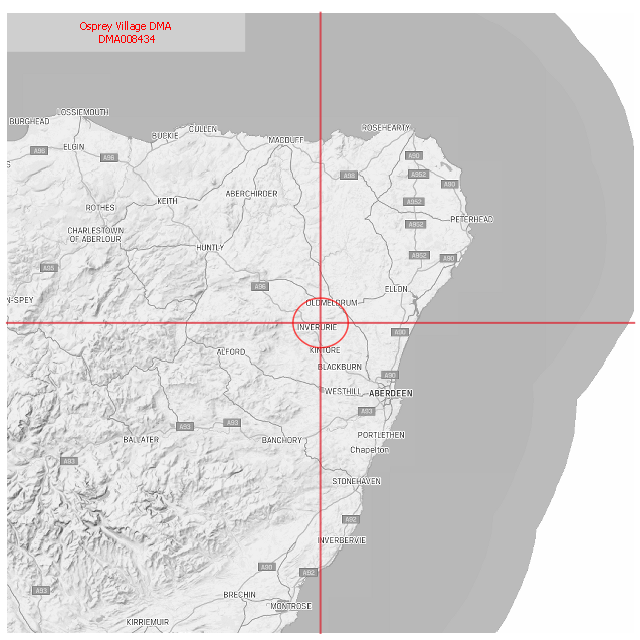 Osprey Village DMA
DMA008434
LOSSIEMOUTH
BURGHEAD
CULLEN
ROSEHEARTY
BUCKIE
MACDUFF
ELGIN
A90
A96
A90
S
A98
A952
A90
ABERCHIRDER
KEITH
A952
ROTHES
PETERHEAD
A952
CHARLESTOWN
OF ABERLOUR
HUNTLY
A952
A90
A95
A96
ELLON
N-SPEY
OLDMELDRUM
INVERURIE
A90
KINTORE
ALFORD
BLACKBURN
A90
WESTHILL
ABERDEEN
A93
A93
A93
PORTLETHEN
BALLATER
BANCHORY
Chapelton
A93
STONEHAVEN
A92
INVERBERVIE
A90
A92
A93
BRECHIN
MONTROSE
KIRRIEMUIR